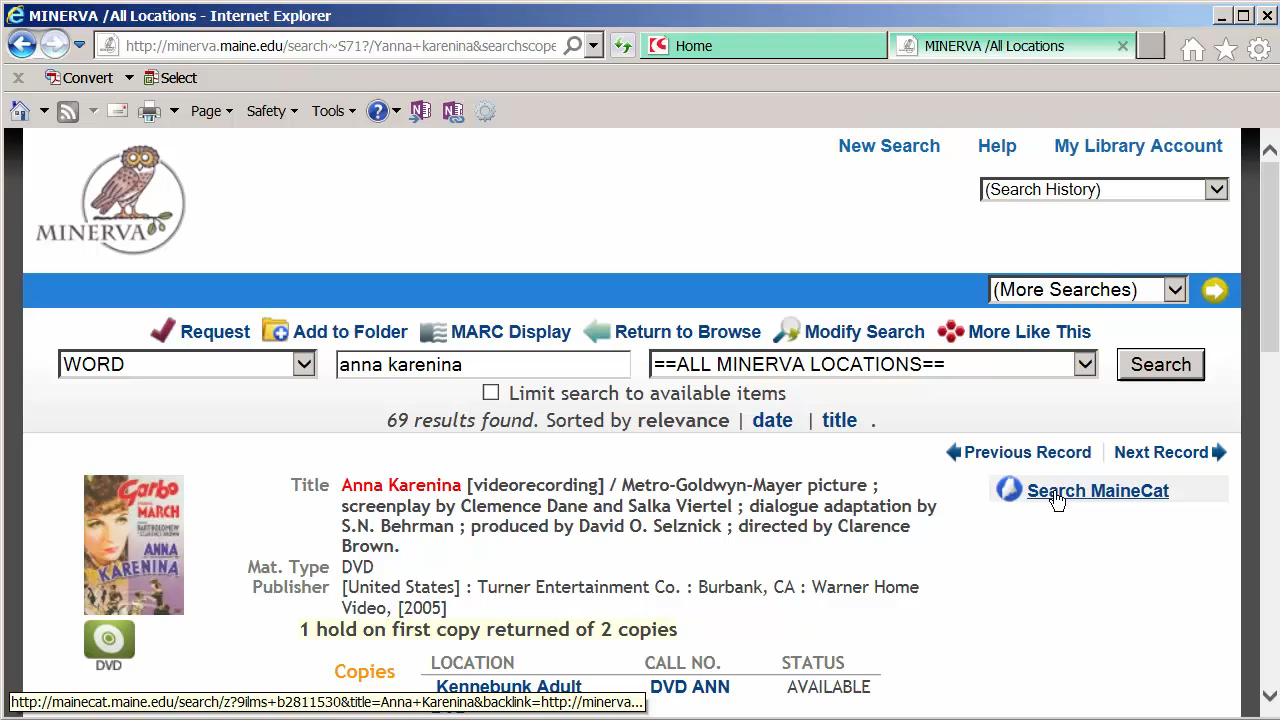 MINERVA /All Locations - Internet Explorer
http://minerva.maine.edu/search~S71?/Yanna+karenina&searchscope
Home
MINERVA /All Locations
Convert
Select
Page
Safety
Tools
New Search
Help
My Library Account
(Search History)
MINERVA
(More Searches)
Request
Add to Folder
MARC Display
Return to Browse
Modify Search
More Like This
WORD
anna karenina
==ALL MINERVA LOCATIONS==
Search
Limit search to available items
69 results found. Sorted by relevance | date | title .
Previous Record
Next Record
Search MaineCat
Garbo
MARCH
BARTHOLOMEW
ANNA
KARENINA
DVD
Title Anna Karenina [videorecording] / Metro-Goldwyn-Mayer picture ;
screenplay by Clemence Dane and Salka Viertel ; dialogue adaptation by
S.N. Behrman ; produced by David O. Selznick ; directed by Clarence
Brown.
Mat. Type DVD
Publisher [United States] : Turner Entertainment Co. : Burbank, CA : Warner Home
Video, [2005]
1 hold on first copy returned of 2 copies
Copies
LOCATION CALL NO. STATUS
Kennebunk Adult DVD ANN AVAILABLE
http://mainecat.maine.edu/search/z?9ilms+b2811530&title=Anna+Karenina&backlink=http://minerva...